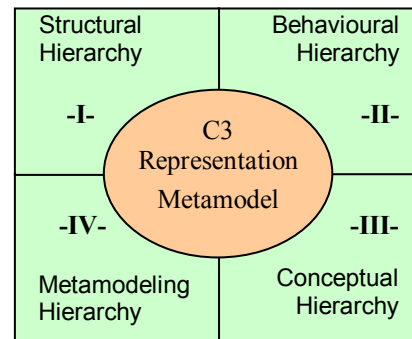 Structural
Hierarchy
-I-
Behavioural
Hierarchy
-II-
C3
Representation
Metamodel
-IV-
Metamodeling
Hierarchy
-III-
Conceptual
Hierarchy